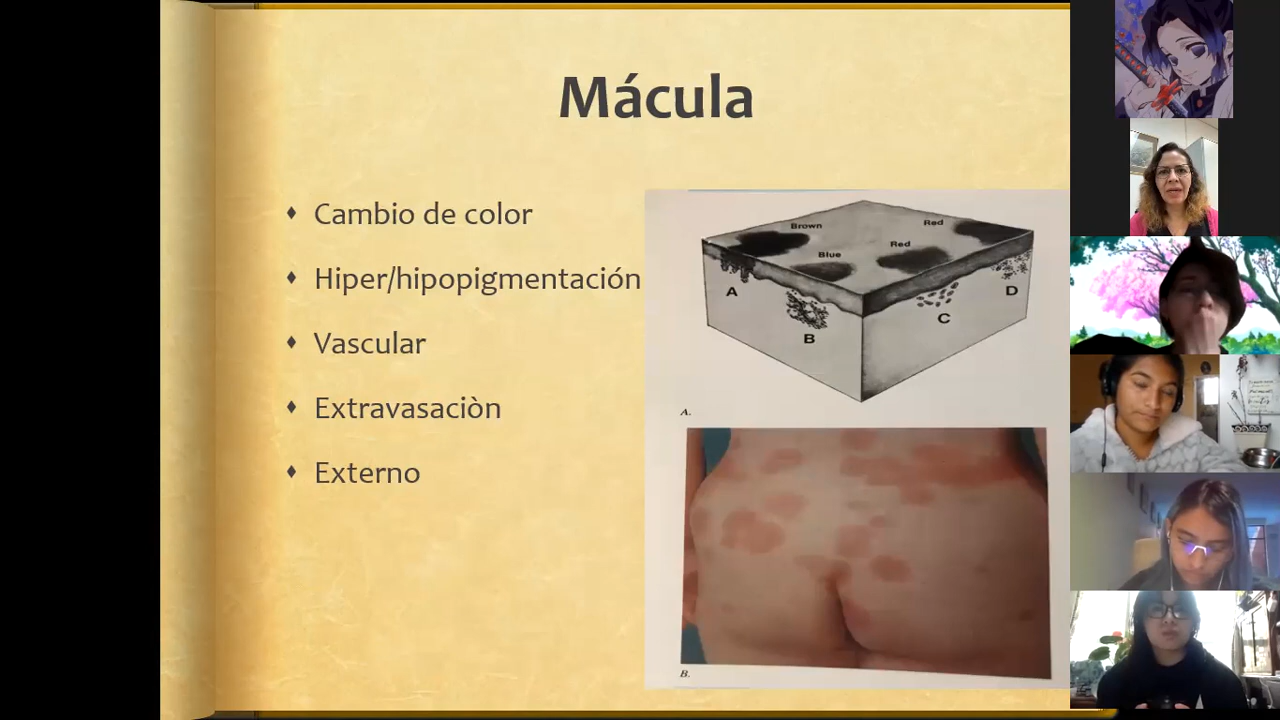 Mácula
Cambio de color
Hiper/hipopigmentación
Vascular
Extravasaciòn
Externo
Brown
Red
Red
Blue
A
B
C
D
A.
B.